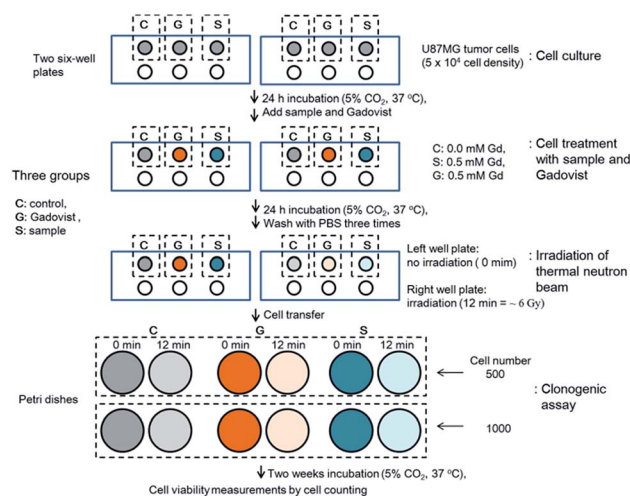 C G S C G S
Two six-well
plates
U87MG tumor cells
(5 x 10⁴ cell density)
: Cell culture
24 h incubation (5% CO₂, 37 °C),
Add sample and Gadovist
C G S C G S
Three groups
C: control,
G: Gadovist ,
S: sample
C: 0.0 mM Gd,
S: 0.5 mM Gd,
G: 0.5 mM Gd
: Cell treatment
with sample and
Gadovist
24 h incubation (5% CO₂, 37 °C),
Wash with PBS three times
C G S C G S
Left well plate:
no irradiation ( 0 mim)
Right well plate:
irradiation (12 min = ~ 6 Gy)
: Irradiation of
thermal neutron
beam
Cell transfer
C G S
0 min 12 min 0 min 12 min 0 min 12 min
Cell number
500
Petri dishes
: Clonogenic
assay
1000
Two weeks incubation (5% CO₂, 37 °C),
Cell viability measurements by cell counting